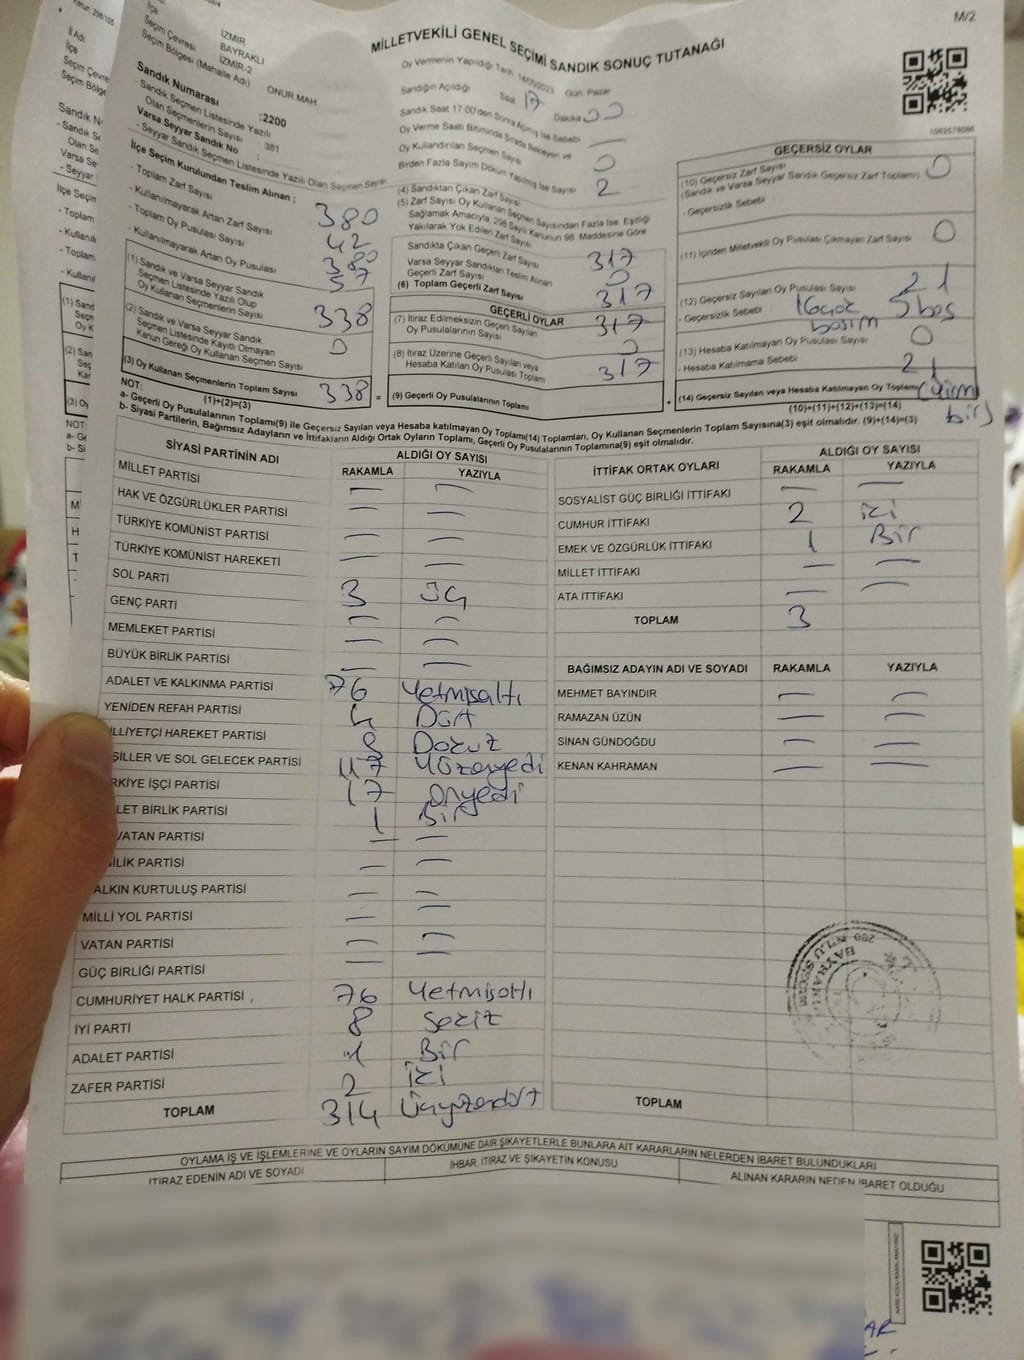 M/2
MİLLETVEKİLİ GENEL SEÇİMİ SANDIK SONUÇ TUTANAĞI
İlçe
Seçim Çevresi
Seçim Bölgesi (Mahalle Adı)
İZMİR
BAYRAKLI
İZMİR-2
ONUR MAH.
Sandık Numarası :2200
- Sandık Seçmen Listesinde Yazılı
Olan Seçmenlerin Sayısı : 381
Varsa Seyyar Sandık No :
- Seyyar Sandık Seçmen Listesinde Yazılı Olan Seçmen Sayısı
İlçe Seçim Kurulundan Teslim Alınan ;
- Toplam Zarf Sayısı 380
- Kullanılmayarak Artan Zarf Sayısı 42
- Toplam Oy Pusulası Sayısı 380
- Kullanılmayarak Artan Oy Pusulası 37
(1) Sandık ve Varsa Seyyar Sandık
Seçmen Listesinde Yazılı Olup
Oy Kullanan Seçmenlerin Sayısı 338
(2) Sandık ve Varsa Seyyar Sandık
Seçmen Listesinde Kayıtlı Olmayan
Kanun Gereği Oy Kullanan Seçmen Sayısı 0
(3) Oy Kullanan Seçmenlerin Toplam Sayısı
(1)+(2)=(3) 338 =
Oy Vermenin Yapıldığı Tarih 14/05/2023 Gün: Pazar
Sandığın Açıldığı Saat 17 Dakika 00
Sandık Saat 17.00'den Sonra Açılmış İse Sebebi
Oy Verme Saati Bitiminde Sırada Bekleyen ve
Oy Kullandırılan Seçmen Sayısı 0
Birden Fazla Sayım Döküm Yapılmış İse Sayısı 2
(4) Sandıktan Çıkan Zarf Sayısı
(5) Zarf Sayısı Oy Kullanan Seçmen Sayısından Fazla İse, Eşitliği
Sağlamak Amacıyla, 298 Sayılı Kanunun 98. Maddesine Göre
Yakılarak Yok Edilen Zarf Sayısı
Sandıkta Çıkan Geçerli Zarf Sayısı 317
Varsa Seyyar Sandıktan Teslim Alınan
Geçerli Zarf Sayısı 0
(6) Toplam Geçerli Zarf Sayısı 317
GEÇERLİ OYLAR
(7) İtiraz Edilmeksizin Geçerli Sayılan
Oy Pusulasının Sayısı 317
(8) İtiraz Üzerine Geçerli Sayılan veya
Hesaba Katılan Oy Pusulası Toplamı 0
(9) Geçerli Oy Pusulalarının Toplamı 317
+
1583578586
GEÇERSİZ OYLAR
(10) Geçersiz Zarf Sayısı
(Sandık ve Varsa Seyyar Sandık Geçersiz Zarf Toplamı) 0
- Geçersizlik Sebebi
(11) İçinden Milletvekili Oy Pusulası Çıkmayan Zarf Sayısı 0
(12) Geçersiz Sayılan Oy Pusulası Sayısı 21
- Geçersizlik Sebebi 5 boş
(13) Hesaba Katılmayan Oy Pusulası Sayısı 0
- Hesaba Katılmama Sebebi
(14) Geçersiz Sayılan veya Hesaba Katılmayan Oy Toplamı 21 (Yirmi
(10)+(11)+(12)+(13)=(14) bir)
NOT:
a- Geçerli Oy Pusulalarının Toplamı(9) ile Geçersiz Sayılan veya Hesaba katılmayan Oy Toplamı(14) Toplamları, Oy Kullanan Seçmenlerin Toplam Sayısına(3) eşit olmalıdır. (9)+(14)=(3)
b- Siyasi Partilerin, Bağımsız Adayların ve İttifakların Aldığı Ortak Oyların Toplamı, Geçerli Oy Pusulalarının Toplamına(9) eşit olmalıdır.
SİYASİ PARTİNİN ADI ALDIĞI OY SAYISI
RAKAMLA YAZIYLA
MİLLET PARTİSİ — —
HAK VE ÖZGÜRLÜKLER PARTİSİ — —
TÜRKİYE KOMÜNİST PARTİSİ — —
TÜRKİYE KOMÜNİST HAREKETİ — —
SOL PARTİ 3 üç
GENÇ PARTİ — —
MEMLEKET PARTİSİ — —
BÜYÜK BİRLİK PARTİSİ — —
ADALET VE KALKINMA PARTİSİ 76 Yetmişaltı
YENİDEN REFAH PARTİSİ 4 Dört
LLİYETÇİ HAREKET PARTİSİ 9 Dokuz
ŞİLLER VE SOL GELECEK PARTİSİ 117 Yüzonyedi
RKİYE İŞÇİ PARTİSİ 17 Onyedi
LET BİRLİK PARTİSİ 1 Bir
VATAN PARTİSİ — —
İLİK PARTİSİ — —
ALKIN KURTULUŞ PARTİSİ — —
MİLLİ YOL PARTİSİ — —
VATAN PARTİSİ — —
GÜÇ BİRLİĞİ PARTİSİ —
CUMHURİYET HALK PARTİSİ 76 Yetmişaltı
İYİ PARTİ 8 Sekiz
ADALET PARTİSİ 1 Bir
ZAFER PARTİSİ 2 İki
TOPLAM 314 Üçyüzondört
İTTİFAK ORTAK OYLARI ALDIĞI OY SAYISI
RAKAMLA YAZIYLA
SOSYALİST GÜÇ BİRLİĞİ İTTİFAKI — —
CUMHUR İTTİFAKI 2 iki
EMEK VE ÖZGÜRLÜK İTTİFAKI 1 Bir
MİLLET İTTİFAKI — —
ATA İTTİFAKI — —
TOPLAM 3
BAĞIMSIZ ADAYIN ADI VE SOYADI RAKAMLA YAZIYLA
MEHMET BAYINDIR — —
RAMAZAN ÜZÜN — —
SİNAN GÜNDOĞDU — —
KENAN KAHRAMAN — —
TOPLAM
OYLAMA İŞ VE İŞLEMLERİNE VE OYLARIN SAYIM DÖKÜMÜNE DAİR ŞİKAYETLERLE BUNLARA AİT KARARLARIN NELERDEN İBARET BULUNDUKLARI
İTİRAZ EDENİN ADI VE SOYADI
İHBAR, İTİRAZ VE ŞİKAYETİN KONUSU
ALINAN KARARIN NEDEN İBARET OLDUĞU